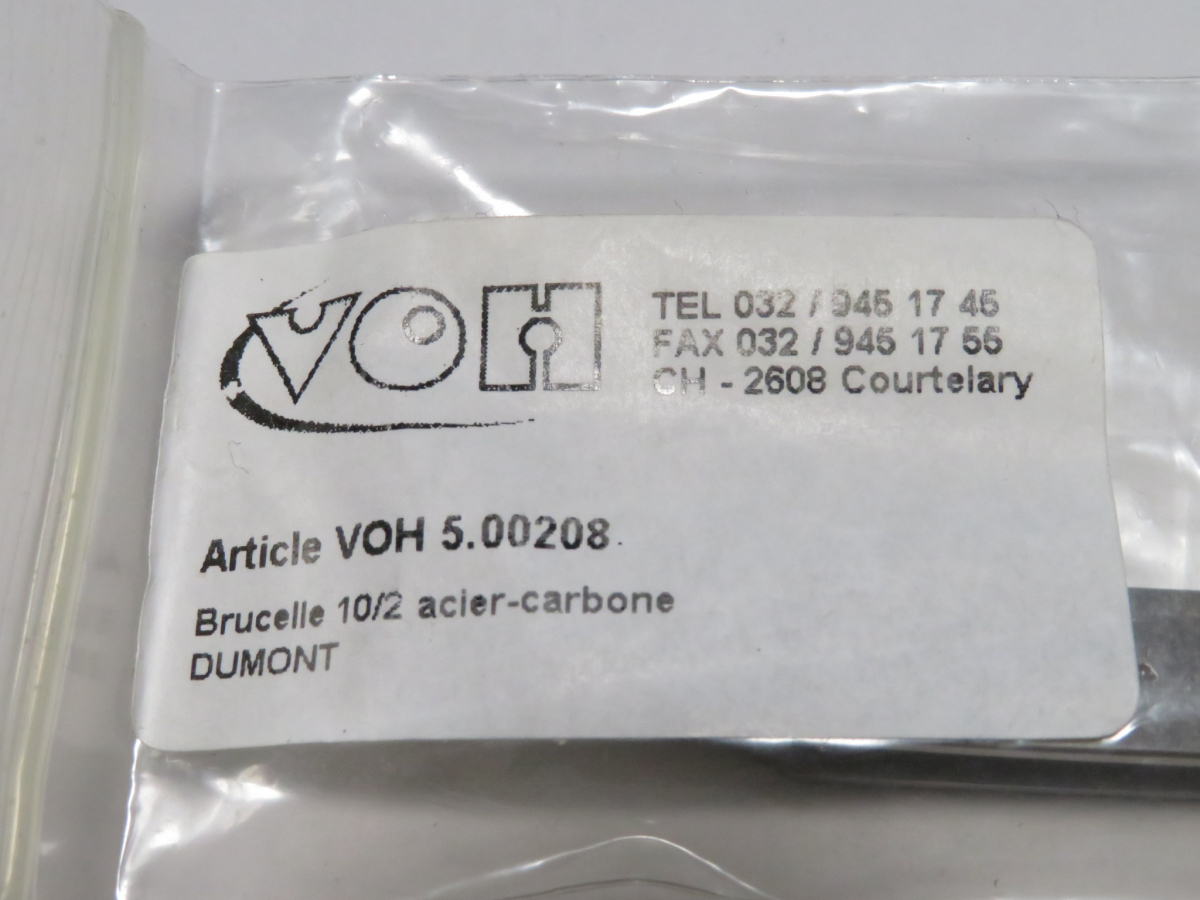 VOH
TEL 032 / 945 17 45
FAX 032 / 945 17 55
CH - 2608 Courtelary
Article VOH 5.00208.
Brucelle 10/2 acier-carbone
DUMONT